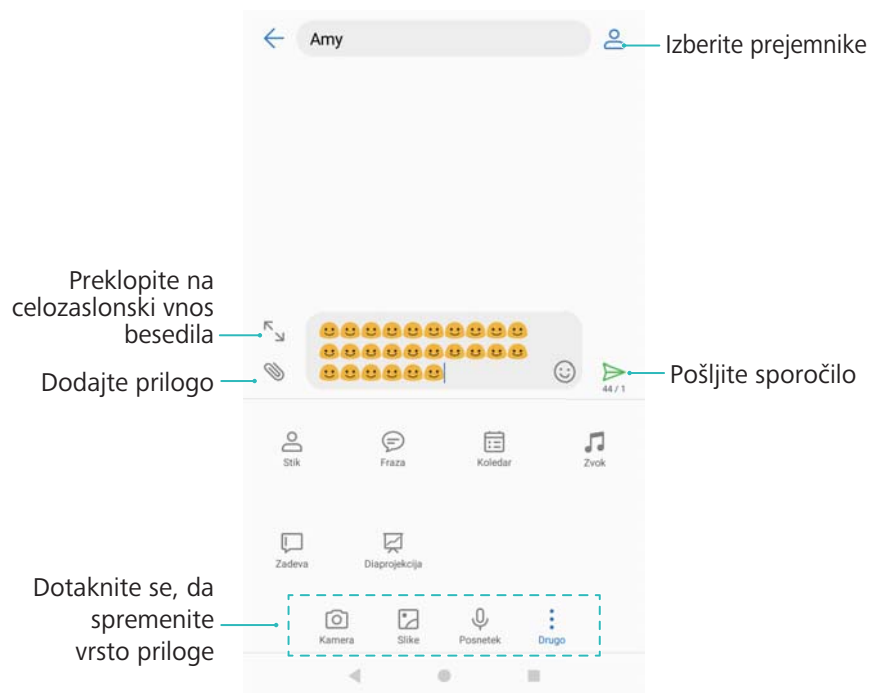 Amy
Izberite prejemnike
Preklopite na
celozaslonski vnos
besedila
Dodajte prilogo
Pošljite sporočilo
44 / 1
Stik
Fraza
Koledar
Zvok
Zadeva
Diaprojekcija
Dotaknite se, da
spremenite
vrsto priloge
Kamera
Slike
Posnetek
Drugo